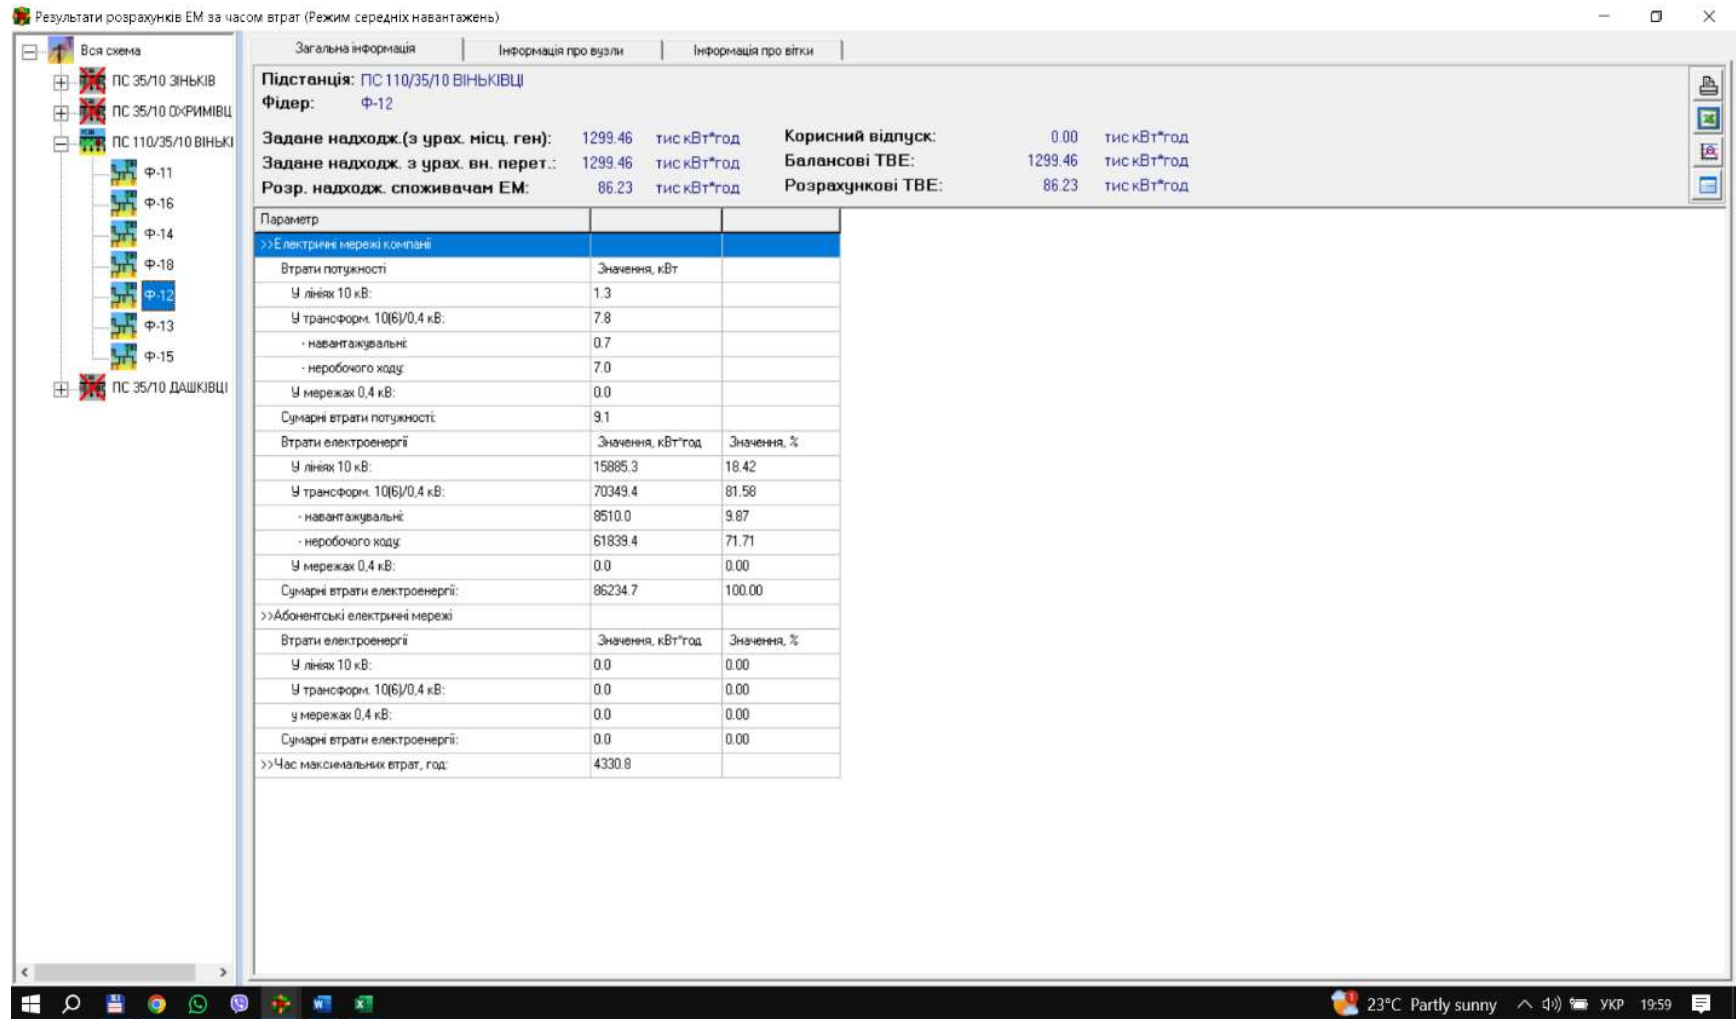 Результати розрахунків ЕМ за часом втрат (Режим середніх навантажень)
Вся схема
ПС 35/10 ЗІНЬКІВ
ПС 35/10 ОХРИМІВЦ
ПС 110/35/10 ВІНЬКІ
Ф-11
Ф-16
Ф-14
Ф-18
Ф-12
Ф-13
Ф-15
ПС 35/10 ДАШКІВЦІ
Загальна інформація Інформація про вузли Інформація про вітки
Підстанція: ПС 110/35/10 ВІНЬКІВЦІ
Фідер: Ф-12
Задане надходж.(з урах. місц. ген): 1299.46 тис кВт*год Корисний відпуск: 0.00 тис кВт*год
Задане надходж. з урах. вн. перет.: 1299.46 тис кВт*год Балансові ТВЕ: 1299.46 тис кВт*год
Розр. надходж. споживачам ЕМ: 86.23 тис кВт*год Розрахункові ТВЕ: 86.23 тис кВт*год
Параметр
>>Електричні мережі компанії
Втрати потужності Значення, кВт
У лініях 10 кВ: 1.3
У трансформ. 10(6)/0,4 кВ: 7.8
- навантажувальні: 0.7
- неробочого ходу: 7.0
У мережах 0,4 кВ: 0.0
Сумарні втрати потужності: 9.1
Втрати електроенергії Значення, кВт*год Значення, %
У лініях 10 кВ: 15885.3 18.42
У трансформ. 10(6)/0,4 кВ: 70349.4 81.58
- навантажувальні: 8510.0 9.87
- неробочого ходу: 61839.4 71.71
У мережах 0,4 кВ: 0.0 0.00
Сумарні втрати електроенергії: 86234.7 100.00
>>Абонентські електричні мережі
Втрати електроенергії Значення, кВт*год Значення, %
У лініях 10 кВ: 0.0 0.00
У трансформ. 10(6)/0,4 кВ: 0.0 0.00
у мережах 0,4 кВ: 0.0 0.00
Сумарні втрати електроенергії: 0.0 0.00
>>Час максимальних втрат, год: 4330.8
23°C Partly sunny УКР 19:59